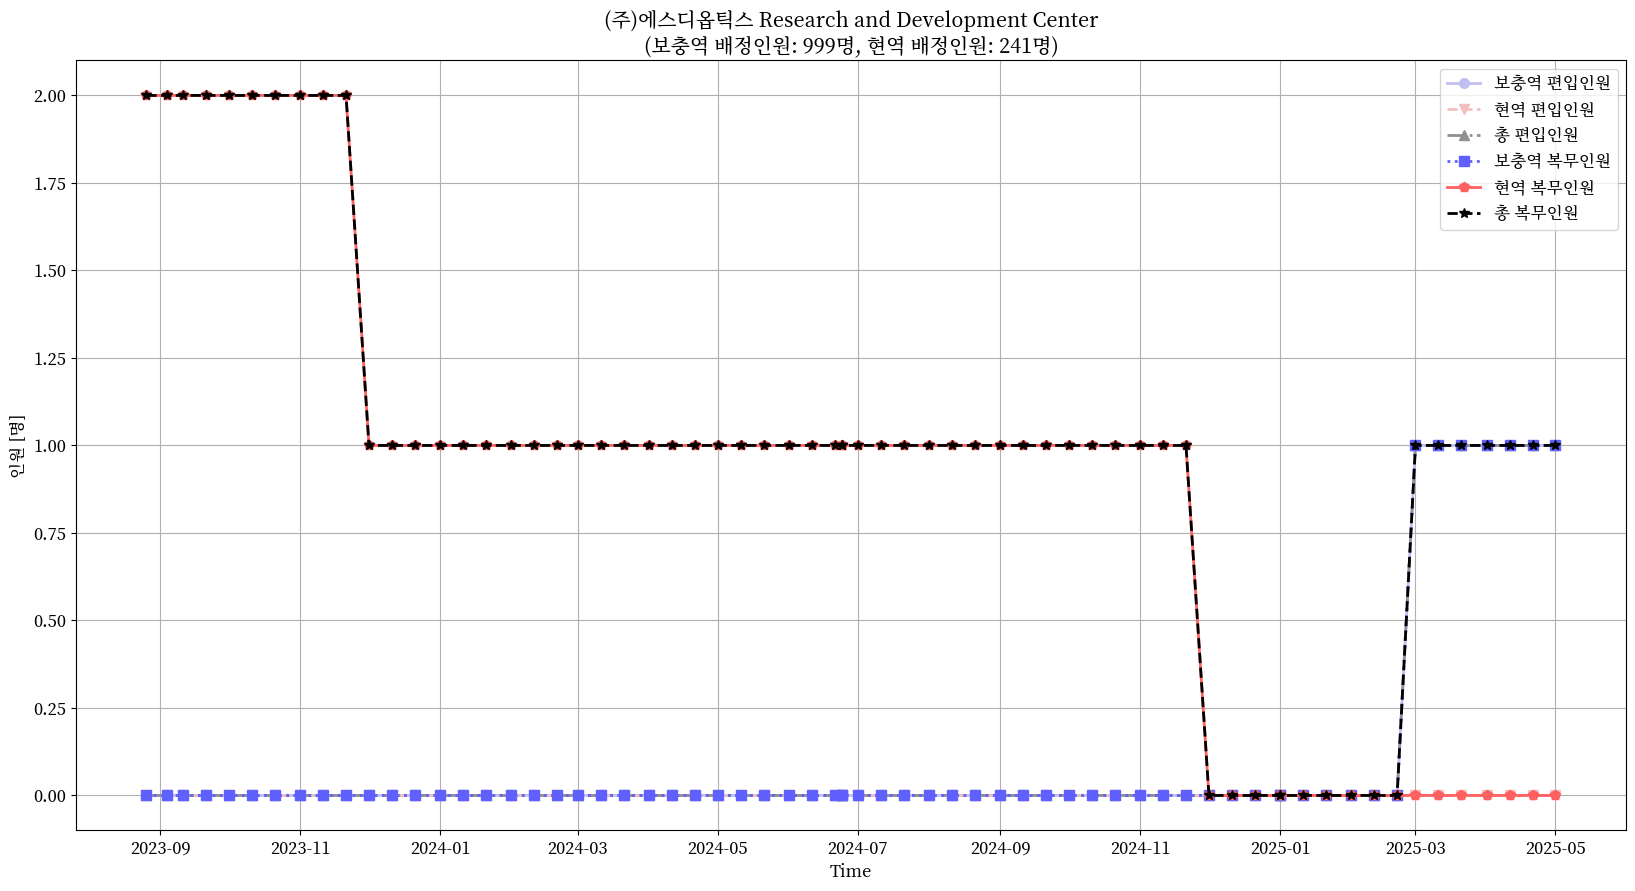 (주)에스디옵틱스 Research and Development Center
(보충역 배정인원: 999명, 현역 배정인원: 241명)
보충역 편입인원
현역 편입인원
총 편입인원
보충역 복무인원
현역 복무인원
총 복무인원
인원 [명]
2.00
1.75
1.50
1.25
1.00
0.75
0.50
0.25
0.00
2023-09
2023-11
2024-01
2024-03
2024-05
2024-07
2024-09
2024-11
2025-01
2025-03
2025-05
Time